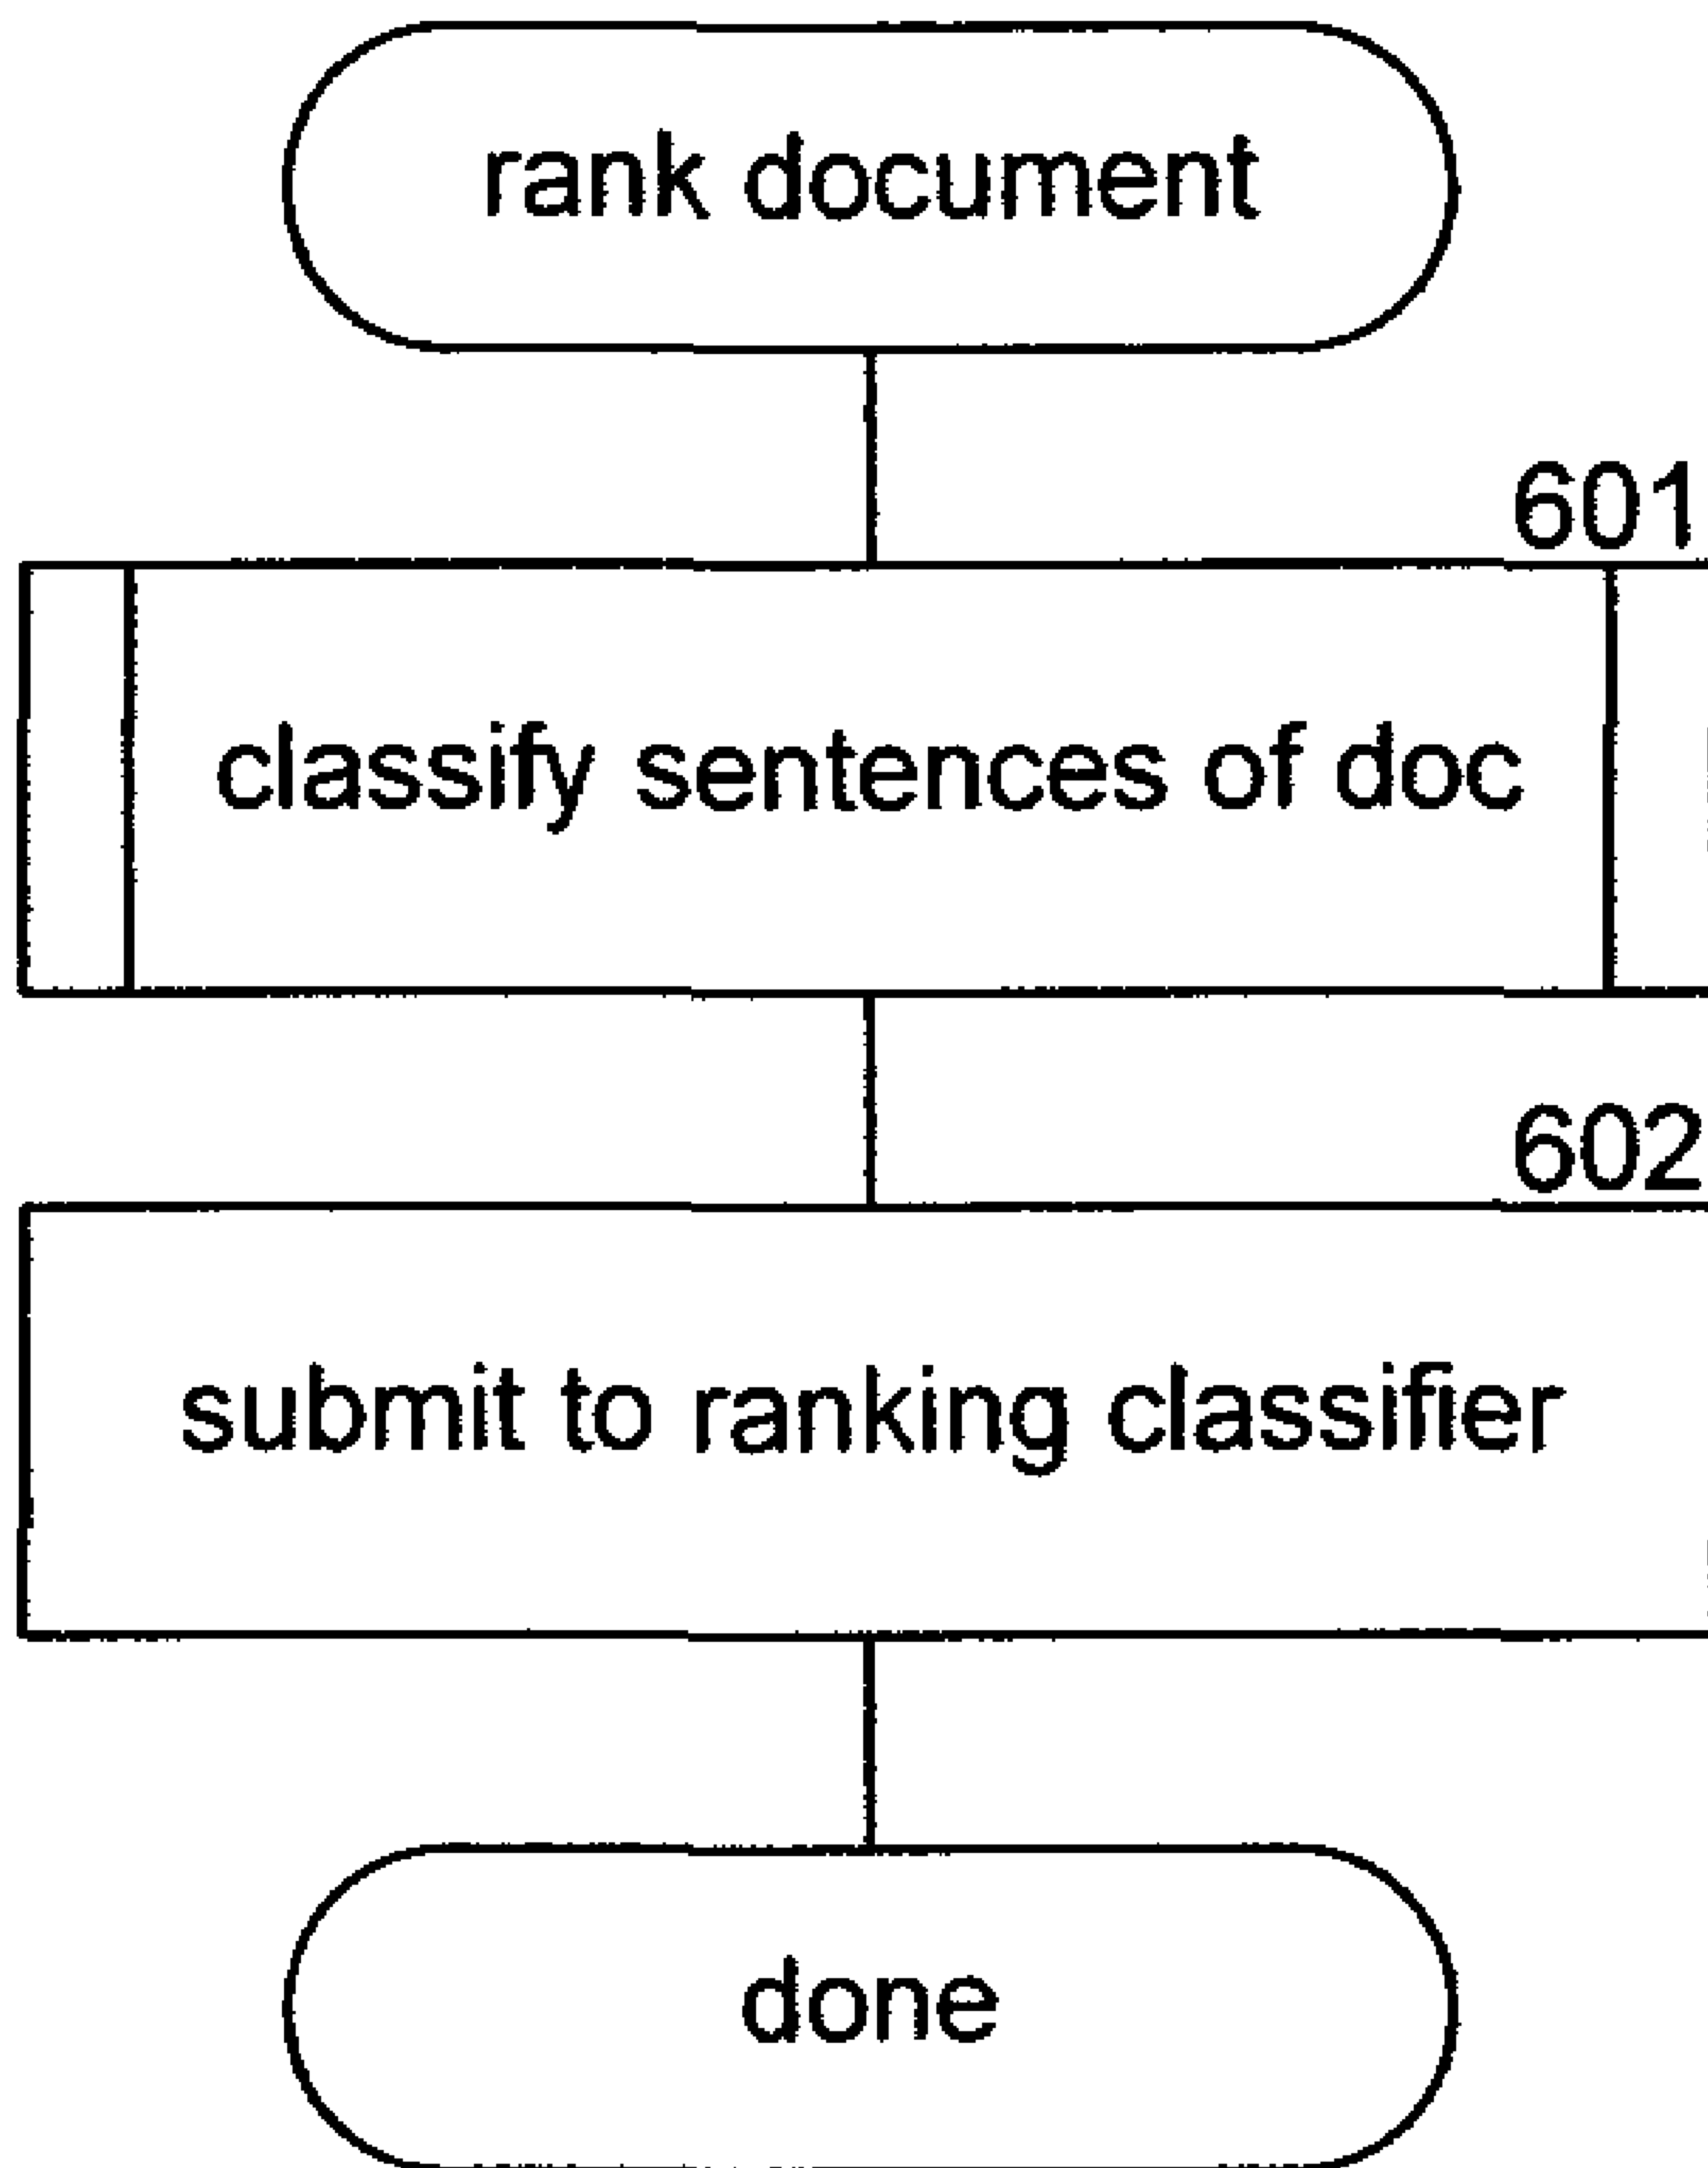 rank document
601
classify sentences of doc
602
submit to ranking classifier
done